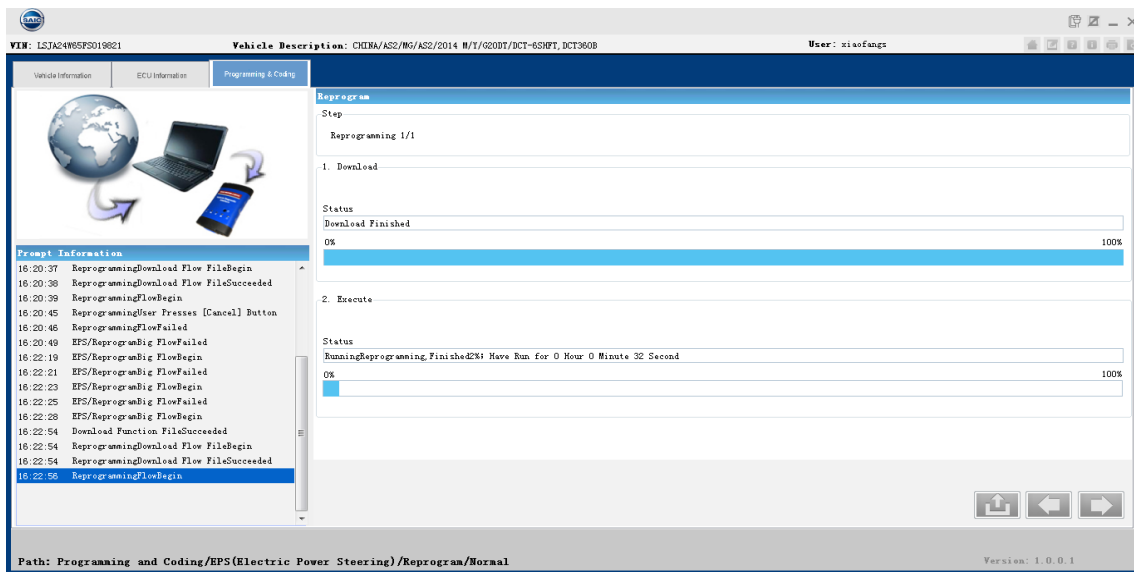 SAIC
VIN: LSJA24W65FS019821 Vehicle Description: CHINA/AS2/MG/AS2/2014 M/Y/G20DT/DCT-6SHFT,DCT360B User: xiaofangs
Vehicle Information ECU Information Programming & Coding
Reprogram
Step
Reprogramming 1/1
1. Download
Status
Download Finished
0% 100%
2. Execute
Status
RunningReprogramming,Finished2%; Have Run for 0 Hour 0 Minute 32 Second
0% 100%
Prompt Information
16:20:37 ReprogrammingDownload Flow FileBegin
16:20:38 ReprogrammingDownload Flow FileSucceeded
16:20:39 ReprogrammingFlowBegin
16:20:45 ReprogrammingUser Presses [Cancel] Button
16:20:46 ReprogrammingFlowFailed
16:20:49 EPS/ReprogramBig FlowFailed
16:22:19 EPS/ReprogramBig FlowBegin
16:22:21 EPS/ReprogramBig FlowFailed
16:22:23 EPS/ReprogramBig FlowBegin
16:22:25 EPS/ReprogramBig FlowFailed
16:22:28 EPS/ReprogramBig FlowBegin
16:22:54 Download Function FileSucceeded
16:22:54 ReprogrammingDownload Flow FileBegin
16:22:54 ReprogrammingDownload Flow FileSucceeded
16:22:56 ReprogrammingFlowBegin
Path: Programming and Coding/EPS(Electric Power Steering)/Reprogram/Normal Version: 1.0.0.1